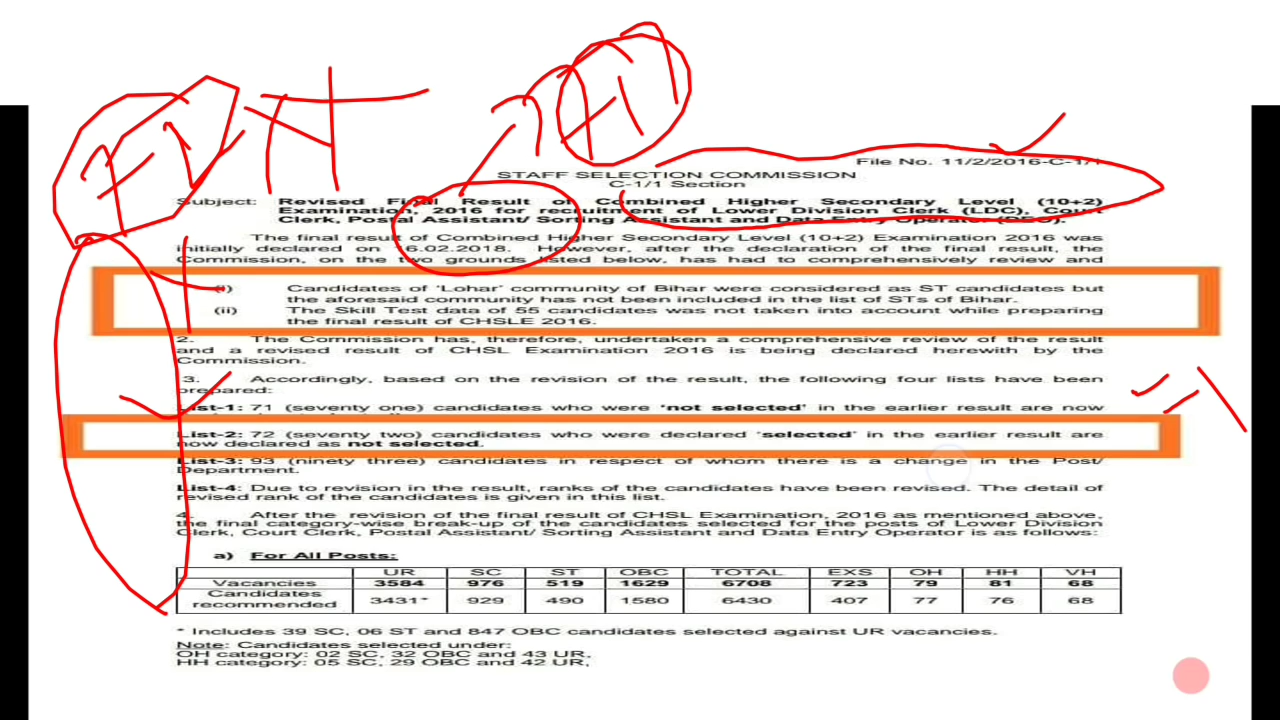 File No. 11/2/2016-C-1/1
STAFF SELECTION COMMISSION
C-1/1 Section
Subject: Revised Final Result of Combined Higher Secondary Level (10+2)
Examination, 2016 for recruitment of Lower Division Clerk (LDC), Court
Clerk, Postal Assistant/ Sorting Assistant and Data Entry Operator (DEO).
The final result of Combined Higher Secondary Level (10+2) Examination 2016 was
initially declared on 16.02.2018. However, after the declaration of the final result, the
Commission, on the two grounds listed below, has had to comprehensively review and
(i) Candidates of 'Lohar' community of Bihar were considered as ST candidates but
the aforesaid community has not been included in the list of STs of Bihar.
(ii) The Skill Test data of 55 candidates was not taken into account while preparing
the final result of CHSLE 2016.
2. The Commission has, therefore, undertaken a comprehensive review of the result
and a revised result of CHSL Examination 2016 is being declared herewith by the
Commission.
3. Accordingly, based on the revision of the result, the following four lists have been
prepared:
List-1: 71 (seventy one) candidates who were 'not selected' in the earlier result are now
List-2: 72 (seventy two) candidates who were declared 'selected' in the earlier result are
now declared as not selected.
List-3: 93 (ninety three) candidates in respect of whom there is a change in the Post/
Department.
List-4: Due to revision in the result, ranks of the candidates have been revised. The detail of
revised rank of the candidates is given in this list.
4. After the revision of the final result of CHSL Examination, 2016 as mentioned above,
the final category-wise break-up of the candidates selected for the posts of Lower Division
Clerk, Court Clerk, Postal Assistant/ Sorting Assistant and Data Entry Operator is as follows:
a) For All Posts:
UR SC ST OBC TOTAL EXS OH HH VH
Vacancies 3584 976 519 1629 6708 723 79 81 68
Candidates recommended 3431* 929 490 1580 6430 407 77 76 68
* Includes 39 SC, 06 ST and 847 OBC candidates selected against UR vacancies.
Note: Candidates selected under:
OH category: 02 SC, 32 OBC and 43 UR,
HH category: 05 SC, 29 OBC and 42 UR,